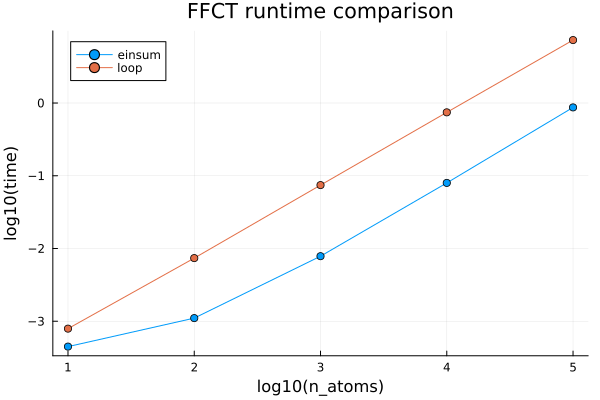 FFCT runtime comparison
einsum
loop
log10(time)
0
−1
−2
−3
1 2 3 4 5
log10(n_atoms)